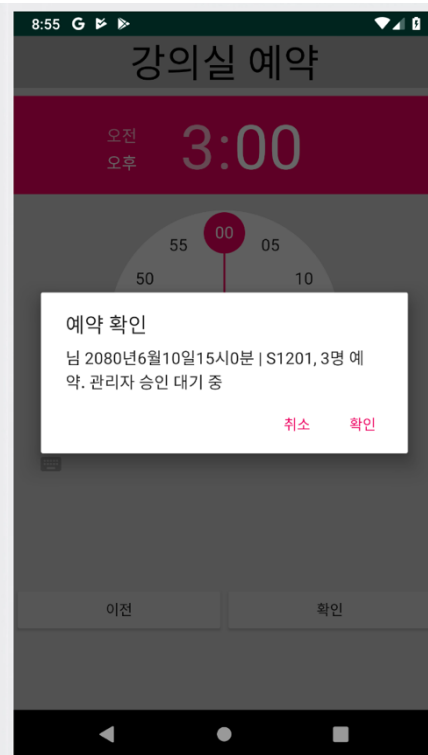 8:55
강의실 예약
오전
오후
3:00
00
55
05
50
10
예약 확인
님 2080년6월10일15시0분 | S1201, 3명 예
약. 관리자 승인 대기 중
취소
확인
이전
확인